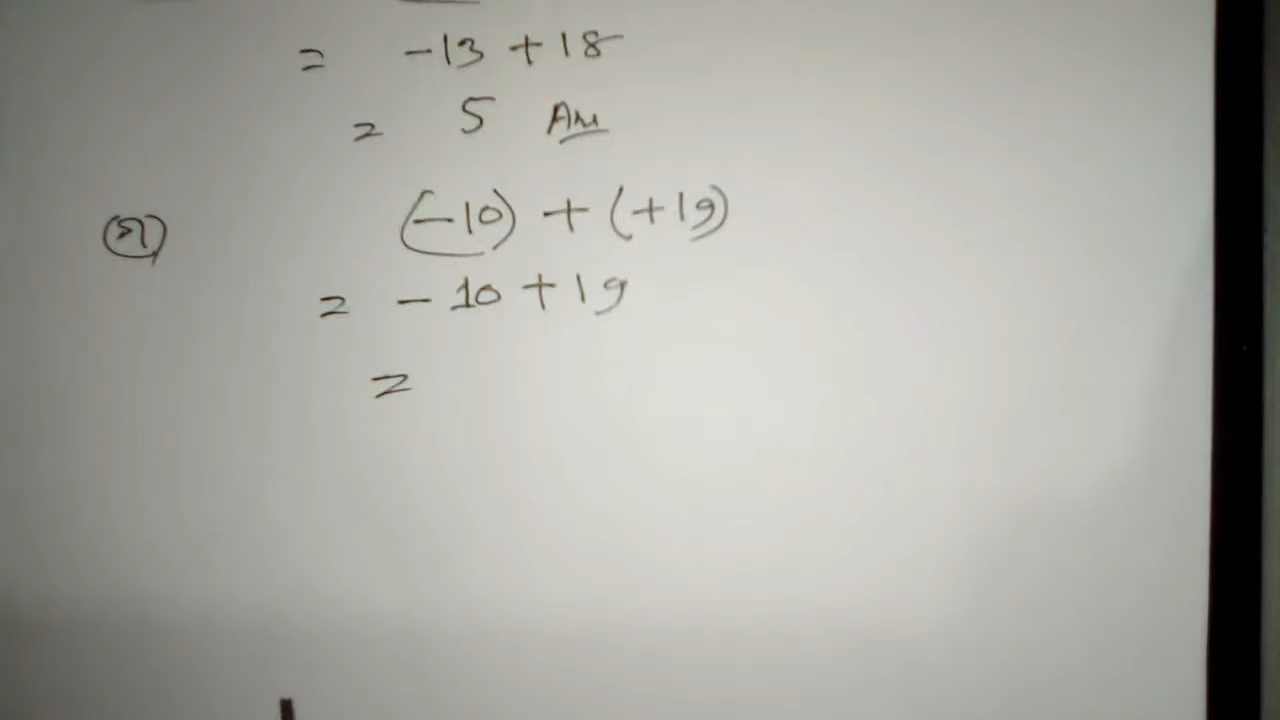 = -13 + 18
= 5 Ans
(-10) + (+19)
= - 10 + 19
=